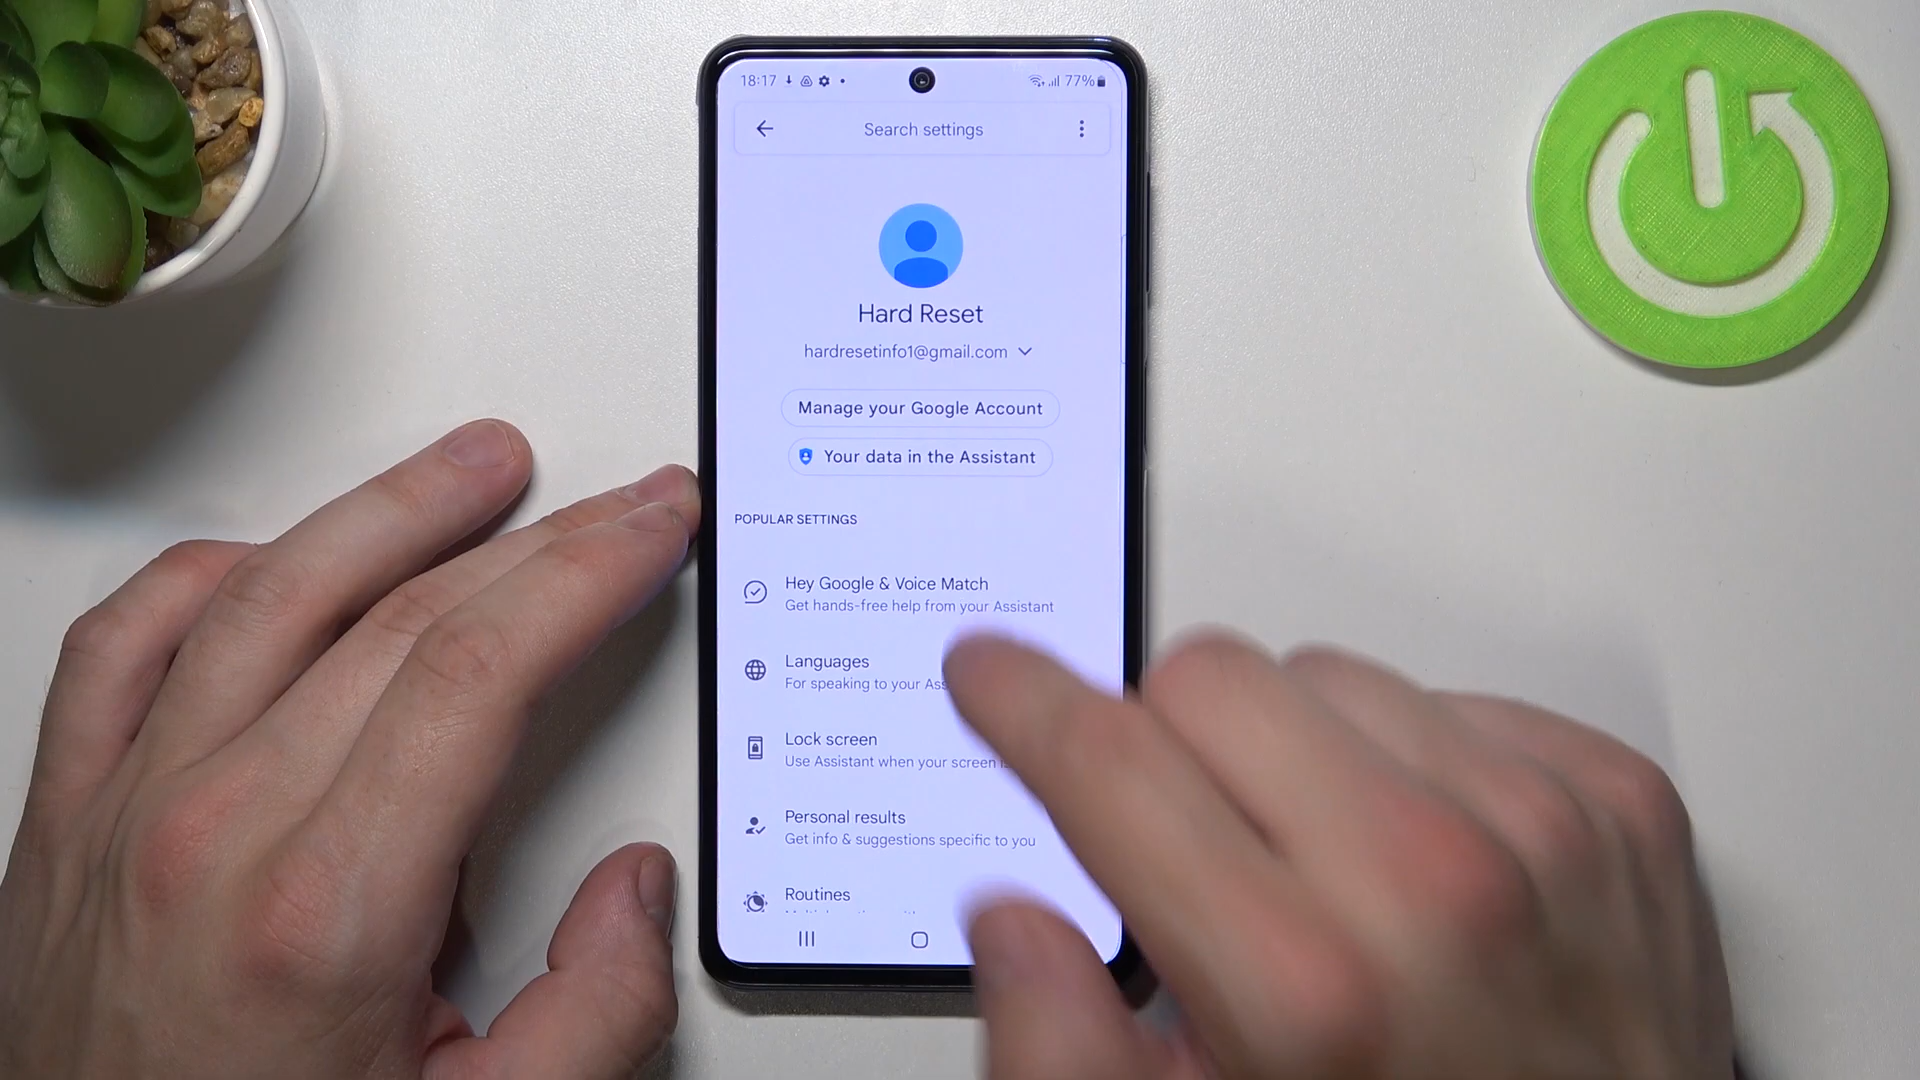 18:17 77%
Search settings
Hard Reset
hardresetinfo1@gmail.com
Manage your Google Account
Your data in the Assistant
POPULAR SETTINGS
Hey Google & Voice Match
Get hands-free help from your Assistant
Languages
For speaking to your
Lock screen
Use Assistant when your screen
Personal results
Get info & suggestions specific to you
Routines